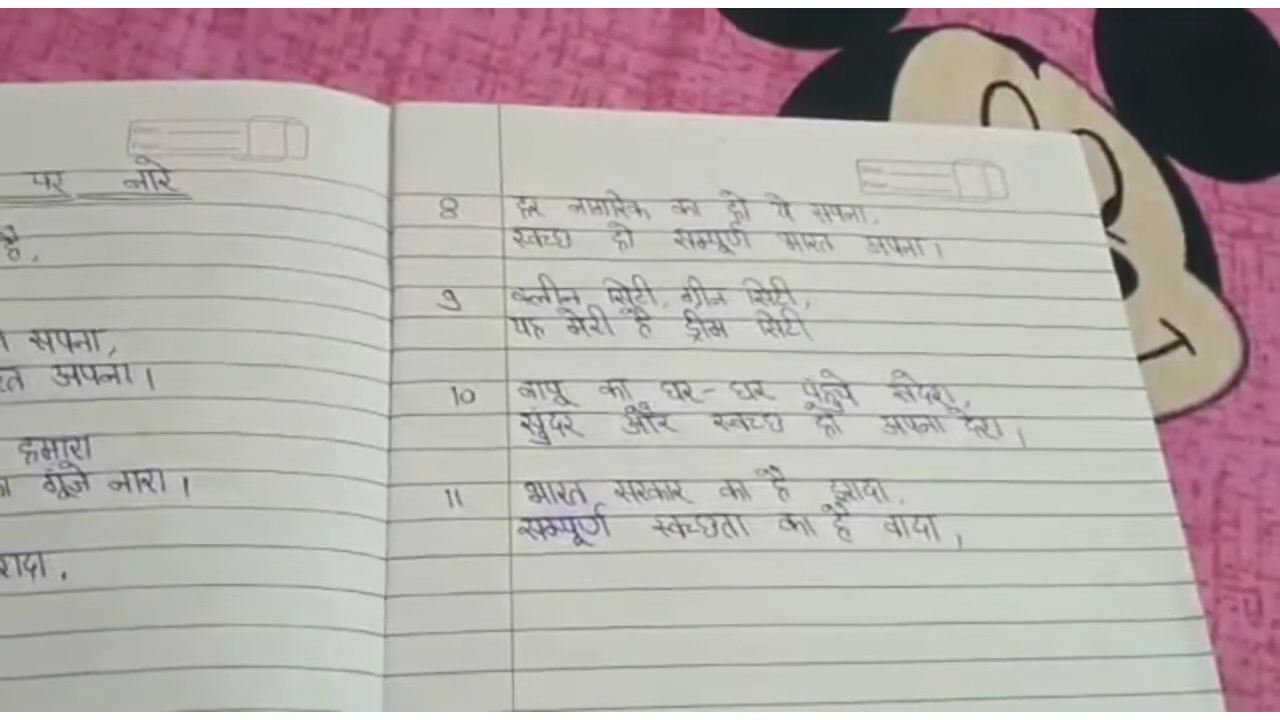 पर नारे
है,
सपना,
रत अपना।
हमारा
गूंजे नारा।
रादा,
8 हर नागरिक का हो ये सपना,
स्वच्छ हो सम्पूर्ण भारत अपना।
9 क्लीन सिटी, ग्रीन सिटी,
यह मेरी है ड्रीम सिटी
10 बापू का घर-घर पहुंचे संदेश,
सुंदर और स्वच्छ हो अपना देश।
11 भारत सरकार का है इरादा,
सम्पूर्ण स्वच्छता का है वादा,